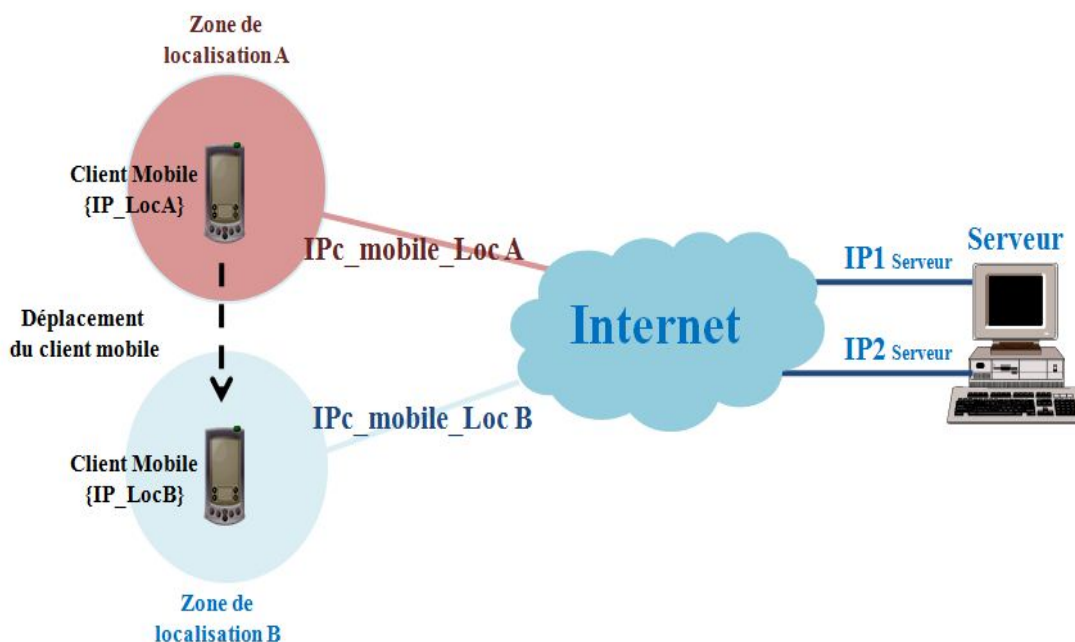 Zone de
localisation A
Client Mobile
{IP_LocA}
IPc_mobile_Loc A
Déplacement
du client mobile
Internet
IP1 Serveur
Serveur
IP2 Serveur
IPc_mobile_Loc B
Client Mobile
{IP_LocB}
Zone de
localisation B